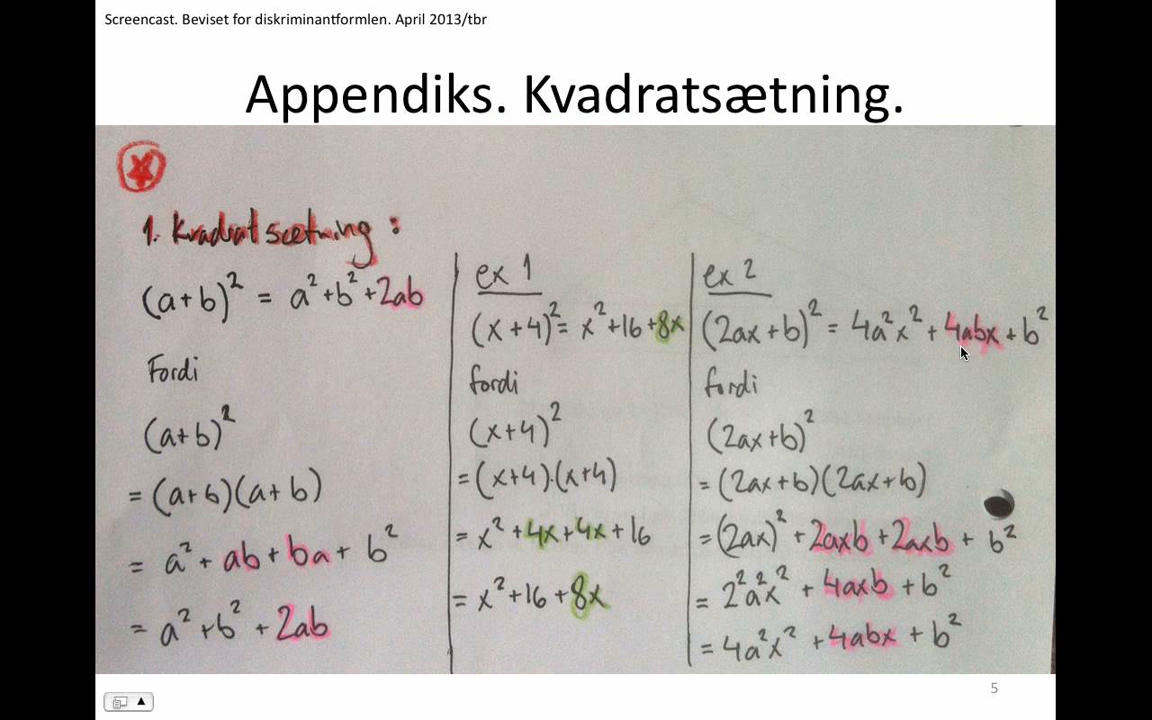 Screencast. Beviset for diskriminantformlen. April 2013/tbr
Appendiks. Kvadratsætning.
1. Kvadratsætning:
(a+b)² = a²+b²+2ab
Fordi
(a+b)²
= (a+b)(a+b)
= a² + ab + ba + b²
= a² + b² + 2ab
ex 1
(x+4)² = x²+16+8x
fordi
(x+4)²
= (x+4)·(x+4)
= x² + 4x + 4x + 16
= x² + 16 + 8x
ex 2
(2ax+b)² = 4a²x² + 4abx + b²
fordi
(2ax+b)²
= (2ax+b)(2ax+b)
= (2ax)² + 2axb + 2axb + b²
= 2²a²x² + 4axb + b²
= 4a²x² + 4abx + b²
5